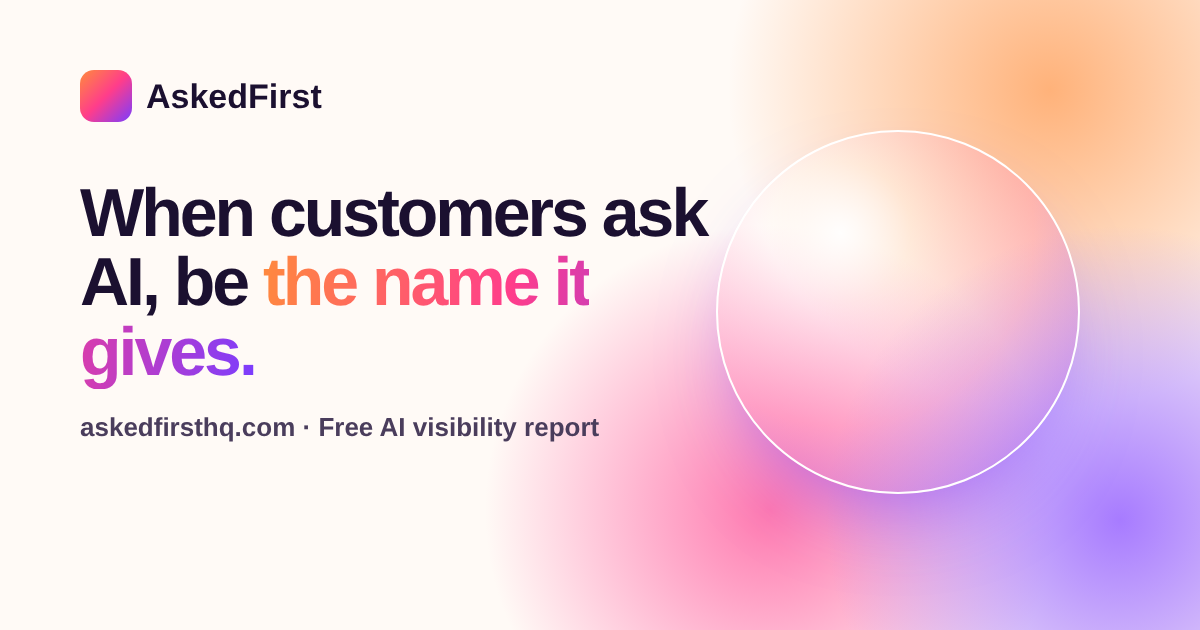 AskedFirst
When customers ask
AI, be the name it
gives.
askedfirsthq.com · Free AI visibility report